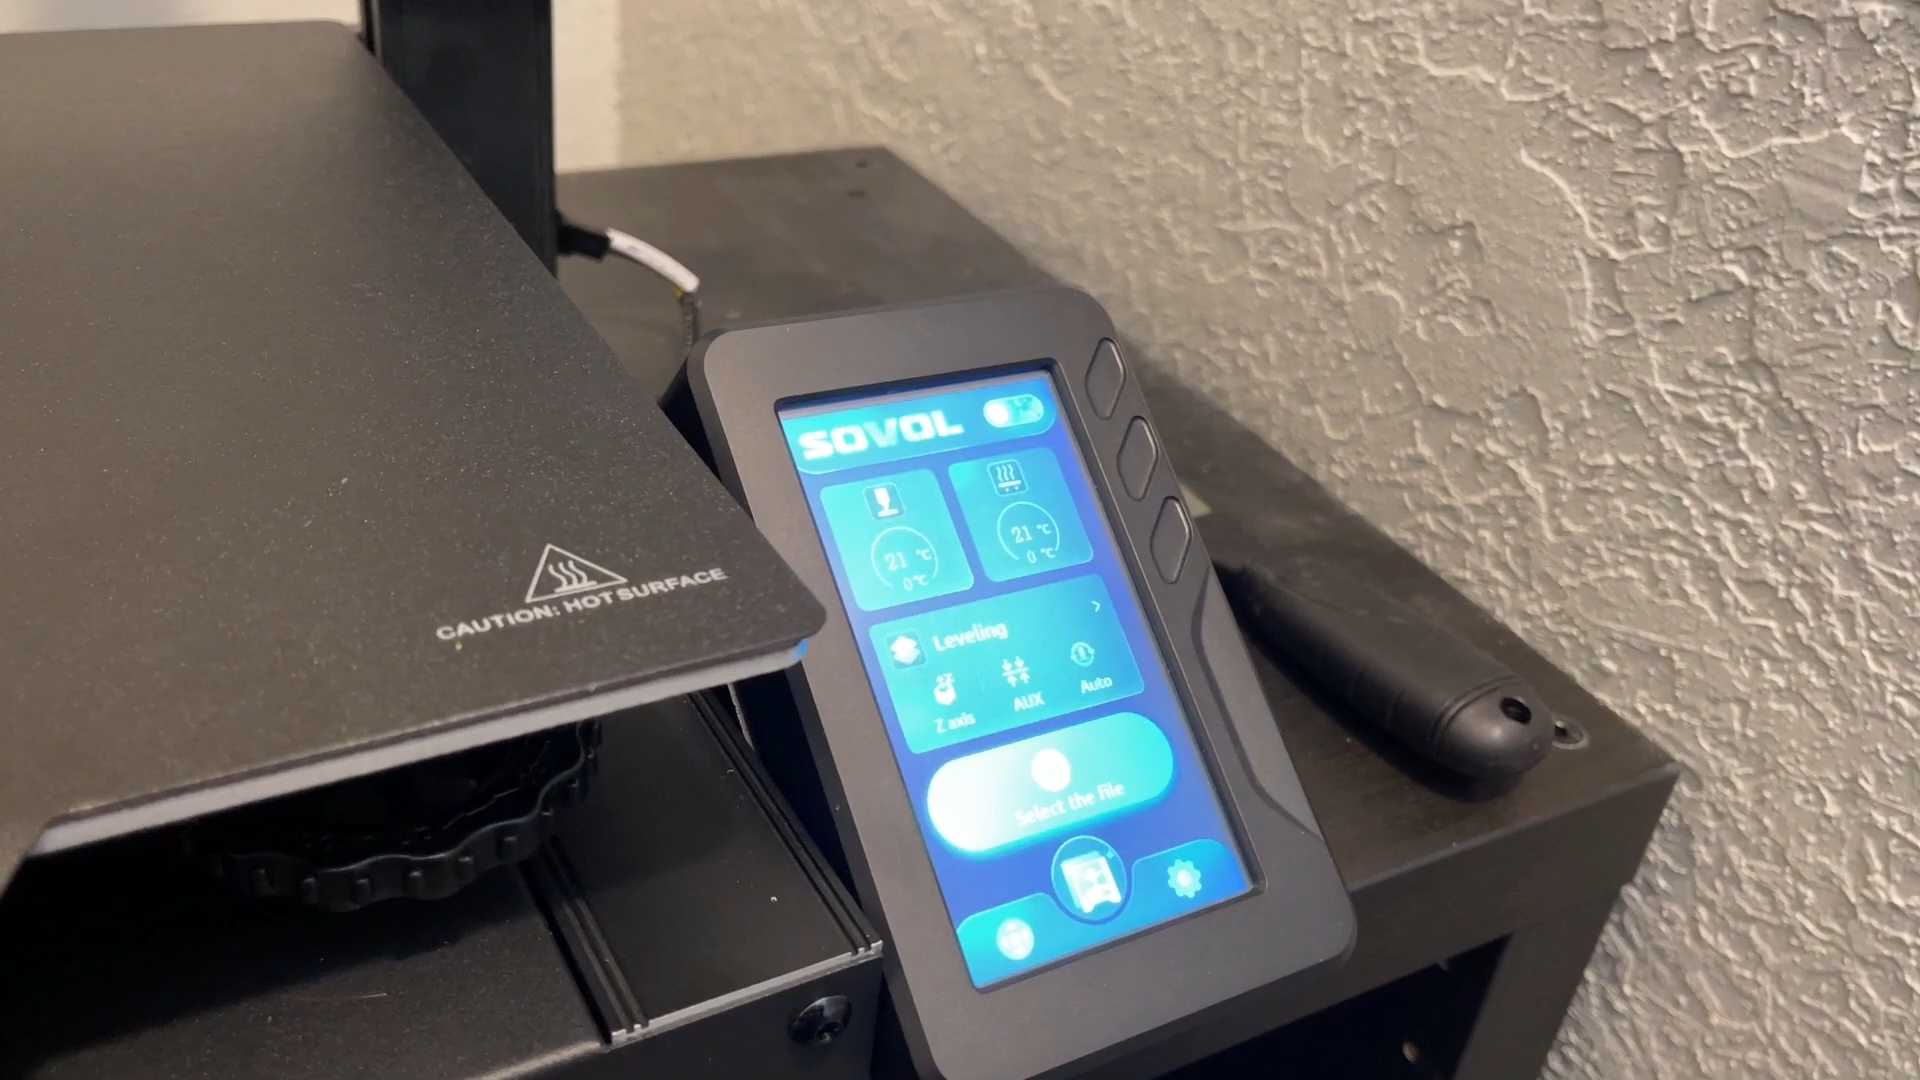 SOVOL
21 ℃
0 ℃
21 ℃
0 ℃
Leveling
Z axis
AUX
Auto
Select the file
CAUTION: HOT SURFACE